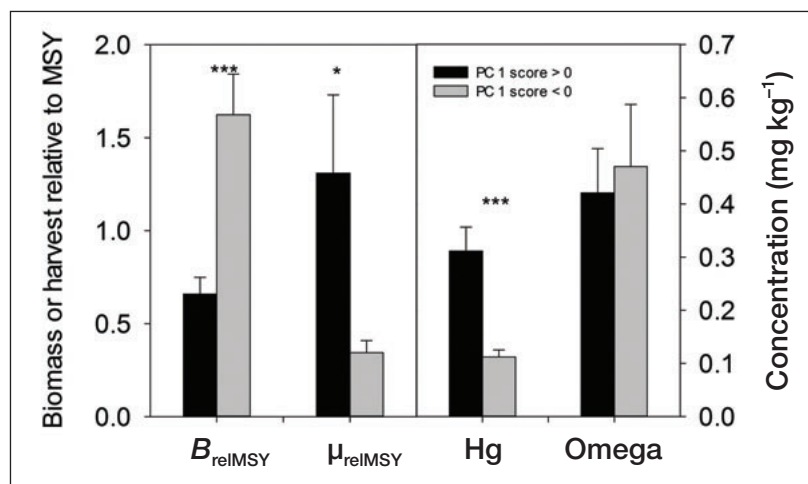 Biomass or harvest relative to MSY
2.0
1.5
1.0
0.5
0.0
***
*
***
PC 1 score > 0
PC 1 score < 0
0.7
0.6
0.5
0.4
0.3
0.2
0.1
0.0
Concentration (mg kg⁻¹)
B relMSY
μ relMSY
Hg
Omega